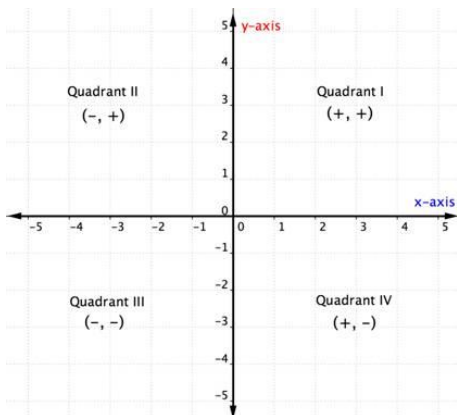 5
y-axis
4
Quadrant II
Quadrant I
3
(-, +)
(+, +)
2
1
x-axis
0
-5 -4 -3 -2 -1 0 1 2 3 4 5
-1
-2
Quadrant III
Quadrant IV
-3
(-, -)
(+, -)
-4
-5